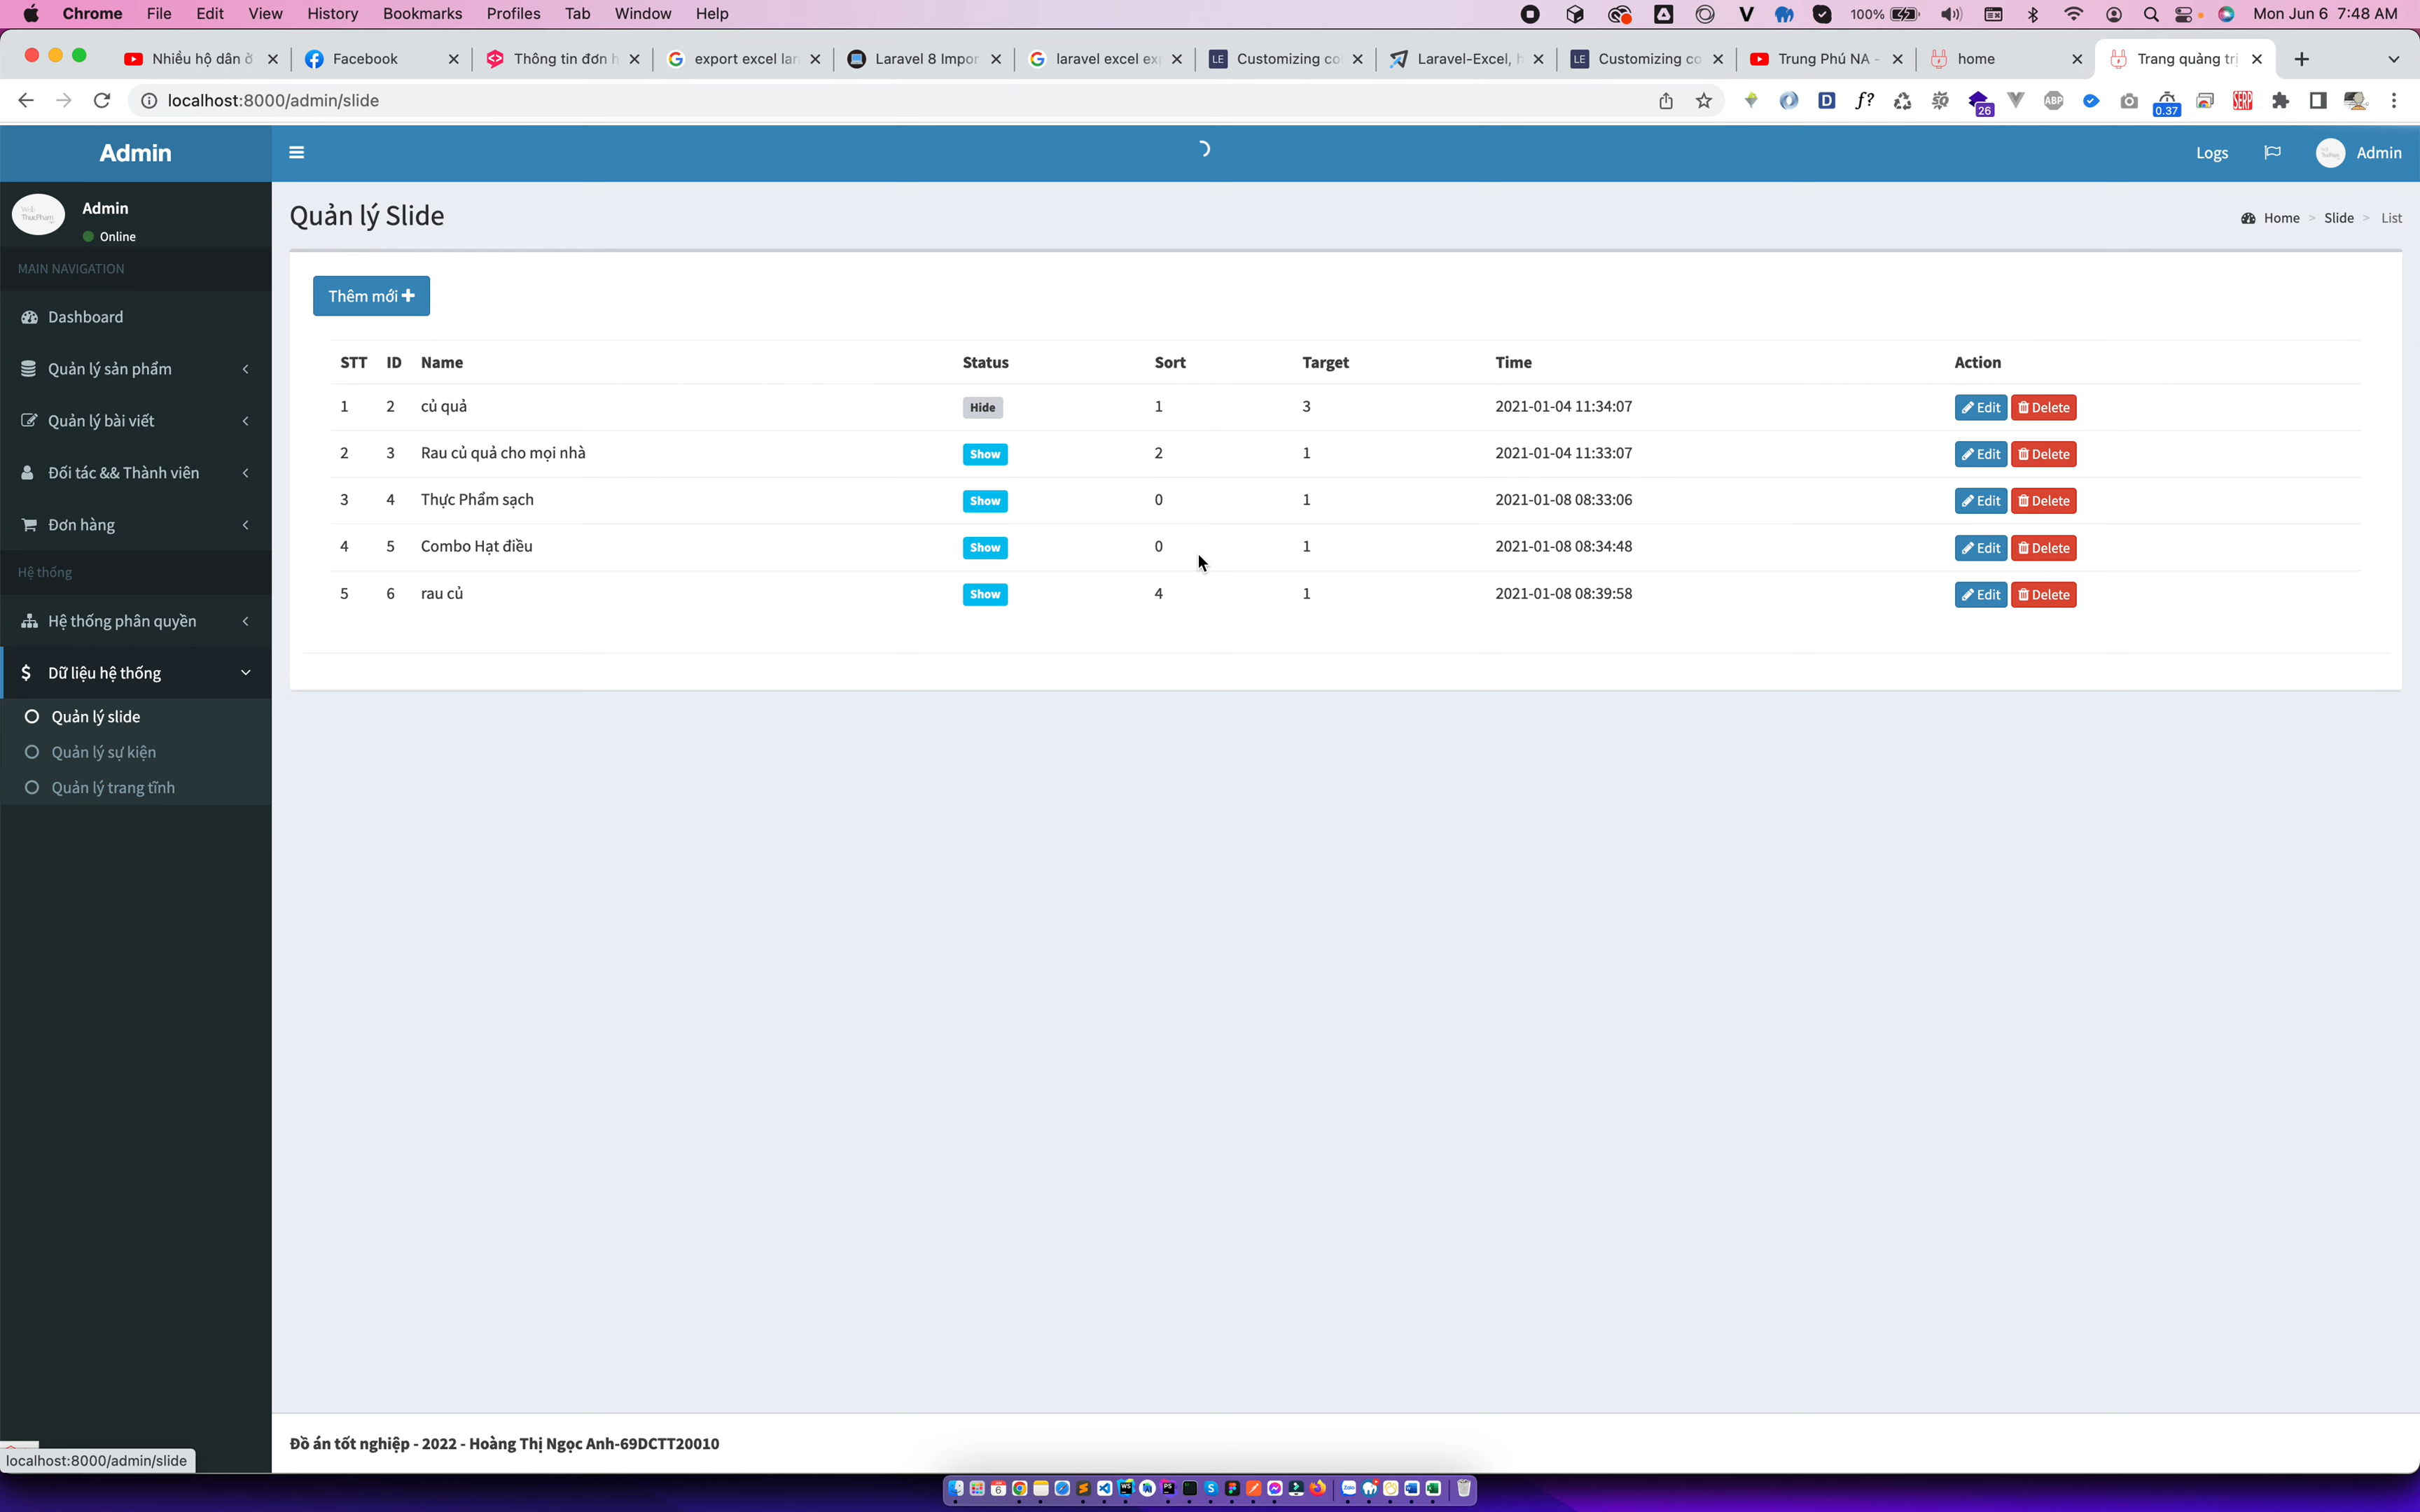 Chrome File Edit View History Bookmarks Profiles Tab Window Help 100% Mon Jun 6 7:48 AM
Nhiều hộ dân ở Facebook Thông tin đơn h export excel lar Laravel 8 Impor laravel excel ex Customizing co Laravel-Excel, h Customizing co Trung Phú NA - home Trang quảng trị
localhost:8000/admin/slide 26 ABP 0.37 SERP
Admin Logs Admin
Admin
Online
Quản lý Slide
Home > Slide > List
MAIN NAVIGATION
Dashboard
Quản lý sản phẩm
Quản lý bài viết
Đối tác && Thành viên
Đơn hàng
Hệ thống
Hệ thống phân quyền
Dữ liệu hệ thống
Quản lý slide
Quản lý sự kiện
Quản lý trang tĩnh
Thêm mới
STT ID Name Status Sort Target Time Action
1 2 củ quả Hide 1 3 2021-01-04 11:34:07 Edit Delete
2 3 Rau củ quả cho mọi nhà Show 2 1 2021-01-04 11:33:07 Edit Delete
3 4 Thực Phẩm sạch Show 0 1 2021-01-08 08:33:06 Edit Delete
4 5 Combo Hạt điều Show 0 1 2021-01-08 08:34:48 Edit Delete
5 6 rau củ Show 4 1 2021-01-08 08:39:58 Edit Delete
Đồ án tốt nghiệp - 2022 - Hoàng Thị Ngọc Anh-69DCTT20010
localhost:8000/admin/slide